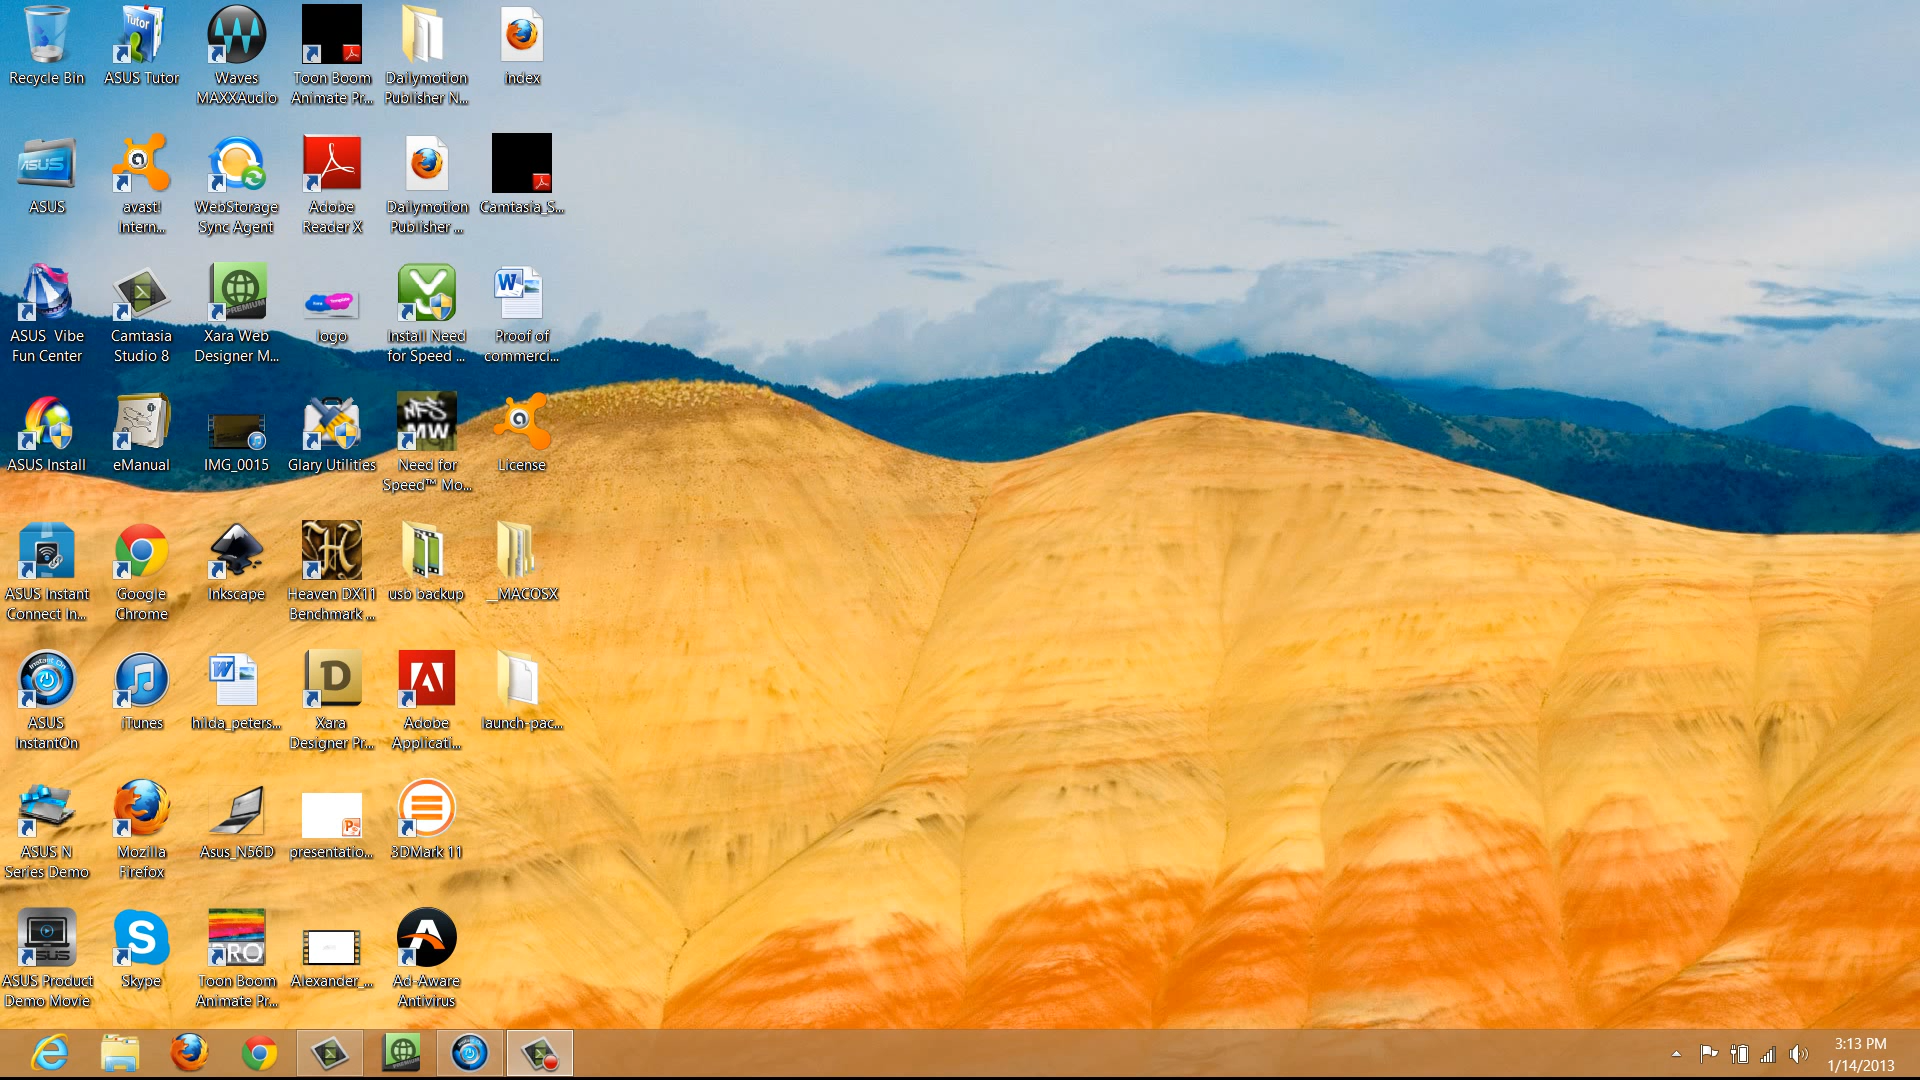 Recycle Bin
ASUS Tutor
Waves
MAXXAudio
Toon Boom
Animate Pr...
Dailymotion
Publisher N...
index
ASUS
avast!
Intern...
WebStorage
Sync Agent
Adobe
Reader X
Dailymotion
Publisher ...
Camtasia_S...
ASUS Vibe
Fun Center
Camtasia
Studio 8
Xara Web
Designer M...
logo
Install Need
for Speed ...
Proof of
commerci...
ASUS Install
eManual
IMG_0015
Glary Utilities
Need for
Speed™ Mo...
License
ASUS Instant
Connect In...
Google
Chrome
Inkscape
Heaven DX11
Benchmark ...
usb backup
__MACOSX
ASUS
InstantOn
iTunes
hilda_peters...
Xara
Designer Pr...
Adobe
Applicati...
launch-pac...
ASUS N
Series Demo
Mozilla
Firefox
Asus_N56D
presentatio...
3DMark 11
ASUS Product
Demo Movie
Skype
Toon Boom
Animate Pr...
Alexander_...
Ad-Aware
Antivirus
3:13 PM
1/14/2013